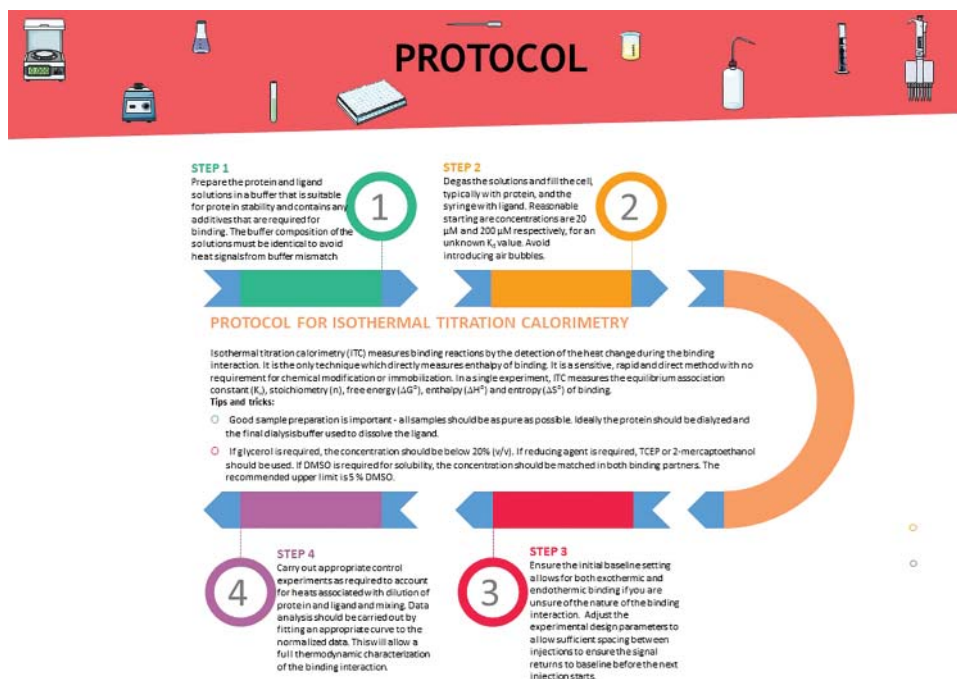 PROTOCOL
0.000
STEP 1
Prepare the protein and ligand
solutions in a buffer that is suitable
for protein stability and contains any
additives that are required for
binding. The buffer composition of the
solutions must be identical to avoid
heat signals from buffer mismatch
1
STEP 2
Degas the solutions and fill the cell,
typically with protein, and the
syringe with ligand. Reasonable
starting are concentrations are 20
µM and 200 µM respectively, for an
unknown Kd value. Avoid
introducing air bubbles.
2
PROTOCOL FOR ISOTHERMAL TITRATION CALORIMETRY
Isothermal titration calorimetry (ITC) measures binding reactions by the detection of the heat change during the binding
interaction. It is the only technique which directly measures enthalpy of binding. It is a sensitive, rapid and direct method with no
requirement for chemical modification or immobilization. In a single experiment, ITC measures the equilibrium association
constant (Ka), stoichiometry (n), free energy (ΔG°), enthalpy (ΔH°) and entropy (ΔS°) of binding.
Tips and tricks:
Good sample preparation is important - all samples should be as pure as possible. Ideally the protein should be dialyzed and
the final dialysis buffer used to dissolve the ligand.
If glycerol is required, the concentration should be below 20% (v/v). If reducing agent is required, TCEP or 2-mercaptoethanol
should be used. If DMSO is required for solubility, the concentration should be matched in both binding partners. The
recommended upper limit is 5 % DMSO.
STEP 3
Ensure the initial baseline setting
allows for both exothermic and
endothermic binding if you are
unsure of the nature of the binding
interaction. Adjust the
experimental design parameters to
allow sufficient spacing between
injections to ensure the signal
returns to baseline before the next
injection starts.
3
STEP 4
Carry out appropriate control
experiments as required to account
for heats associated with dilution of
protein and ligand and mixing. Data
analysis should be carried out by
fitting an appropriate curve to the
normalized data. This will allow a
full thermodynamic characterization
of the binding interaction.
4